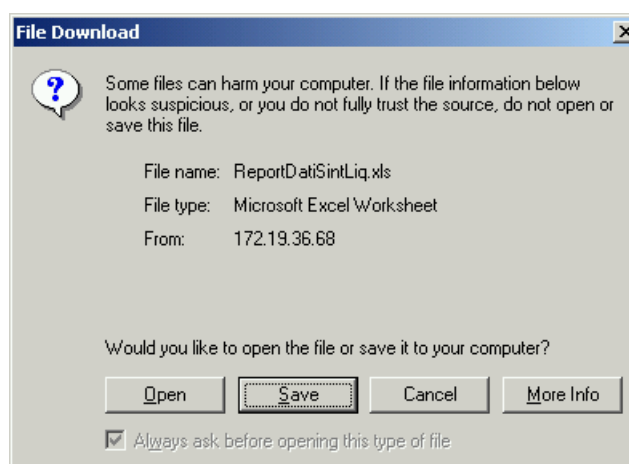 File Download
Some files can harm your computer. If the file information below
looks suspicious, or you do not fully trust the source, do not open or
save this file.
File name: ReportDatiSintLiq.xls
File type: Microsoft Excel Worksheet
From: 172.19.36.68
Would you like to open the file or save it to your computer?
Open Save Cancel More Info
Always ask before opening this type of file